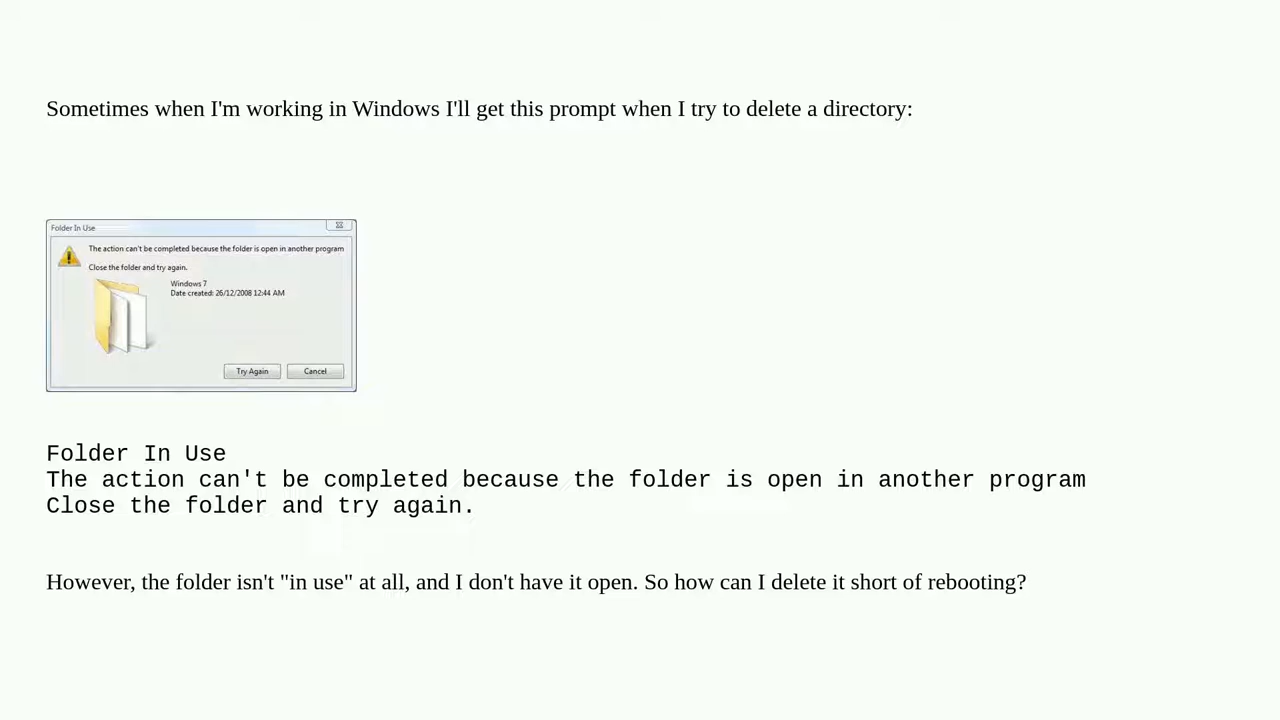 Sometimes when I'm working in Windows I'll get this prompt when I try to delete a directory:
Folder In Use
The action can't be completed because the folder is open in another program
Close the folder and try again.
Windows 7
Date created: 26/12/2008 12:44 AM
Try Again Cancel
Folder In Use
The action can't be completed because the folder is open in another program
Close the folder and try again.
However, the folder isn't "in use" at all, and I don't have it open. So how can I delete it short of rebooting?